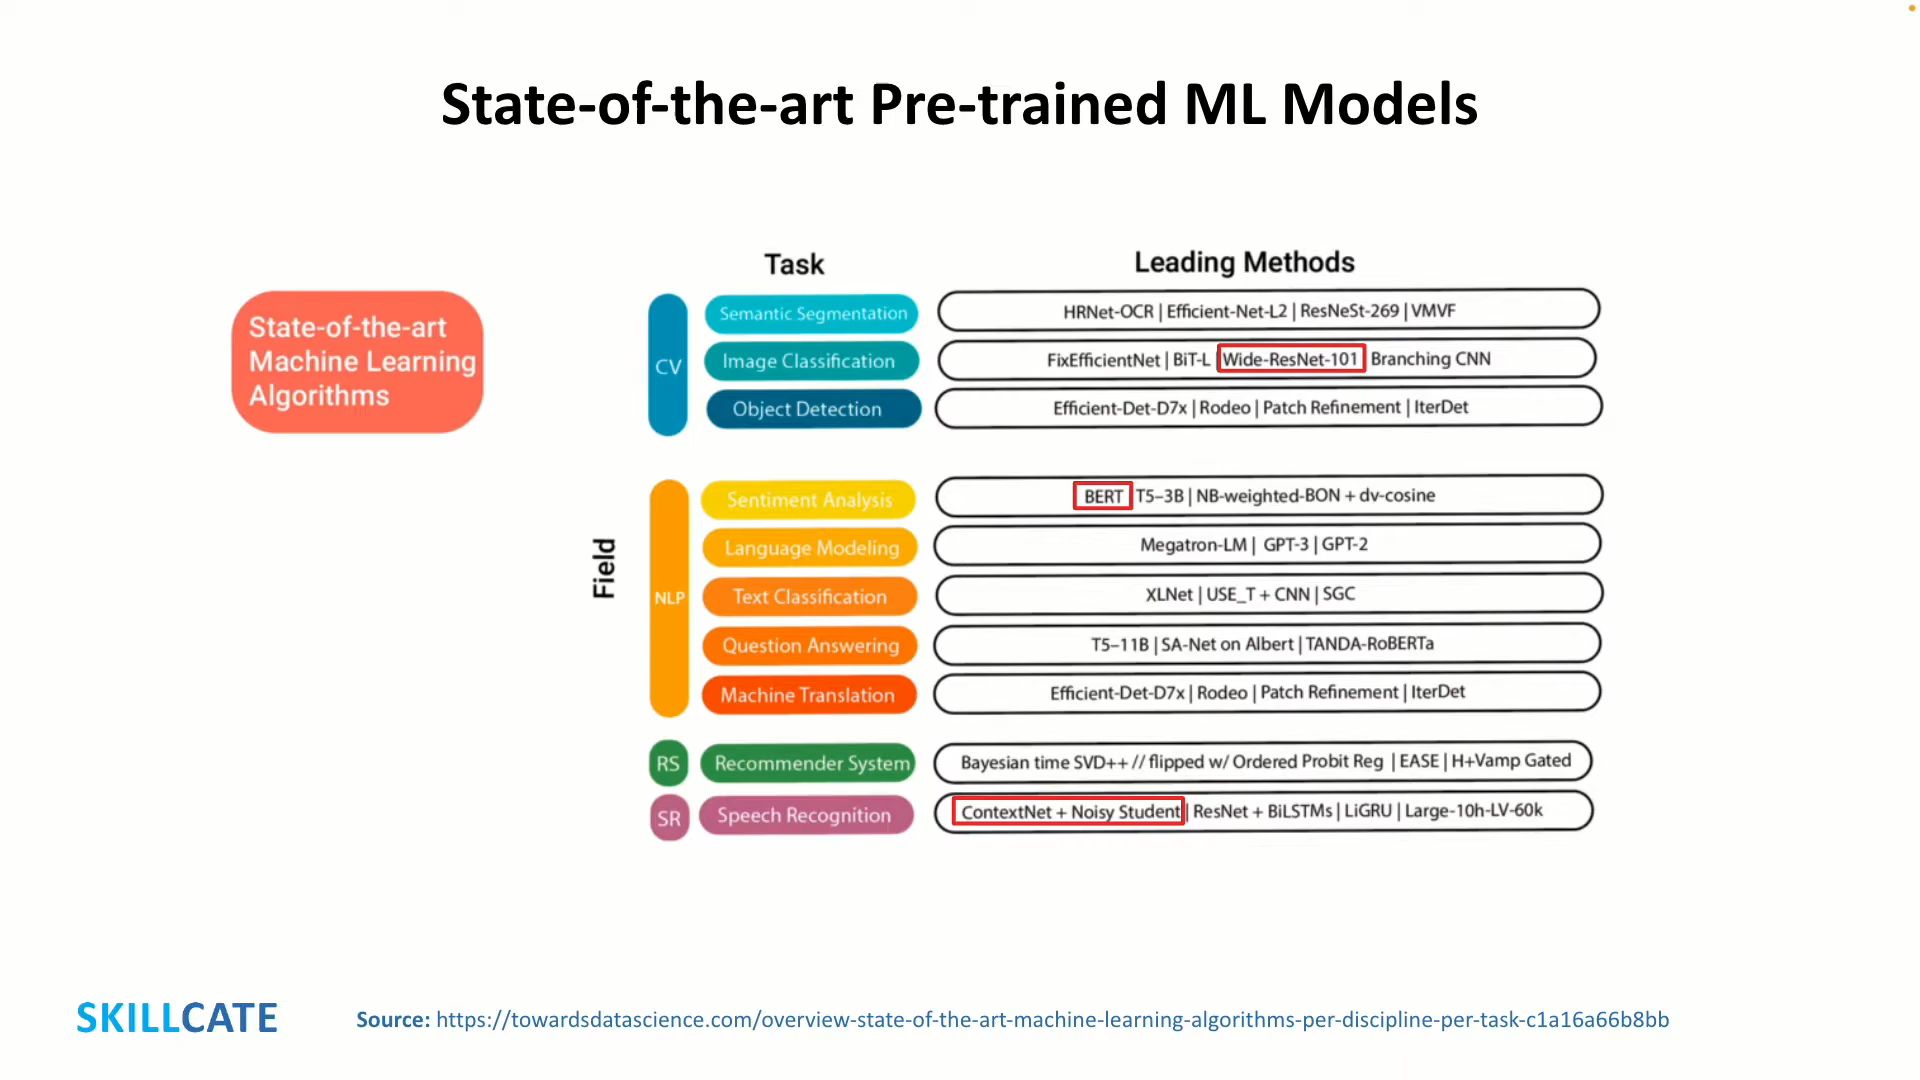 State-of-the-art Pre-trained ML Models
Task
Leading Methods
State-of-the-art
Machine Learning
Algorithms
Field
CV
Semantic Segmentation
HRNet-OCR | Efficient-Net-L2 | ResNeSt-269 | VMVF
Image Classification
FixEfficientNet | BiT-L | Wide-ResNet-101 Branching CNN
Object Detection
Efficient-Det-D7x | Rodeo | Patch Refinement | IterDet
NLP
Sentiment Analysis
BERT T5–3B | NB-weighted-BON + dv-cosine
Language Modeling
Megatron-LM | GPT-3 | GPT-2
Text Classification
XLNet | USE_T + CNN | SGC
Question Answering
T5–11B | SA-Net on Albert | TANDA-RoBERTa
Machine Translation
Efficient-Det-D7x | Rodeo | Patch Refinement | IterDet
RS
Recommender System
Bayesian time SVD++ // flipped w/ Ordered Probit Reg | EASE | H+Vamp Gated
SR
Speech Recognition
ContextNet + Noisy Student | ResNet + BiLSTMs | LiGRU | Large-10h-LV-60k
SKILLCATE
Source: https://towardsdatascience.com/overview-state-of-the-art-machine-learning-algorithms-per-discipline-per-task-c1a16a66b8bb